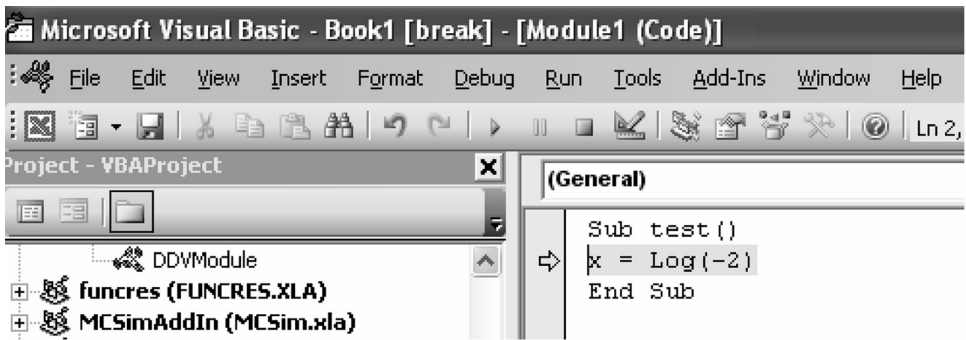 Microsoft Visual Basic - Book1 [break] - [Module1 (Code)]
File Edit View Insert Format Debug Run Tools Add-Ins Window Help
Ln 2,
Project - VBAProject
(General)
DDVModule
funcres (FUNCRES.XLA)
MCSimAddIn (MCSim.xla)
Sub test()
x = Log(-2)
End Sub